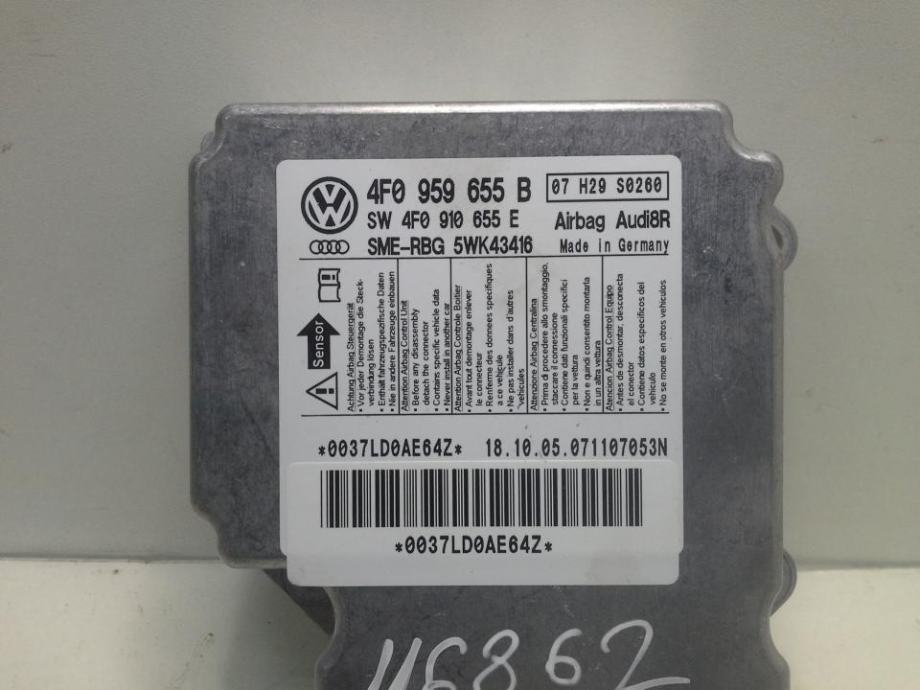 4F0 959 655 B
07 H29 S0260
SW 4F0 910 655 E
Airbag Audi8R
SME-RBG 5WK43416
Made in Germany
Sensor
Achtung Airbag Steuergerät
• Vor jeder Demontage die Steck-
verbindung lösen
• Enthält fahrzeugspezifische Daten
• Nie in andere Fahrzeuge einbauen
Attention Airbag Control Unit
• Before any disassembly
detach the connector
• Contains specific vehicle data
• Never install in another car
Attention Airbag Controle Boitier
• Avant tout demontage enlever
le connecteur
• Renferme des donnees specifiques
a ce vehicule
• Ne pas installer dans d'autres
vehicules
Attenzione Airbag Centralina
• Prima di procedere allo smontaggio,
staccare il connessione
• Contiene dati funzionali specifici
per la vettura
• Non e quindi consentito montarla
in un altra vettura
Atencion Airbag Control Equipo
• Antes de desmontar, desconecta
el conector
• Contiene datos especificos del
vehiculo
• No se monte en otros vehiculos
*0037LD0AE64Z*
18.10.05.071107053N
*0037LD0AE64Z*
46862